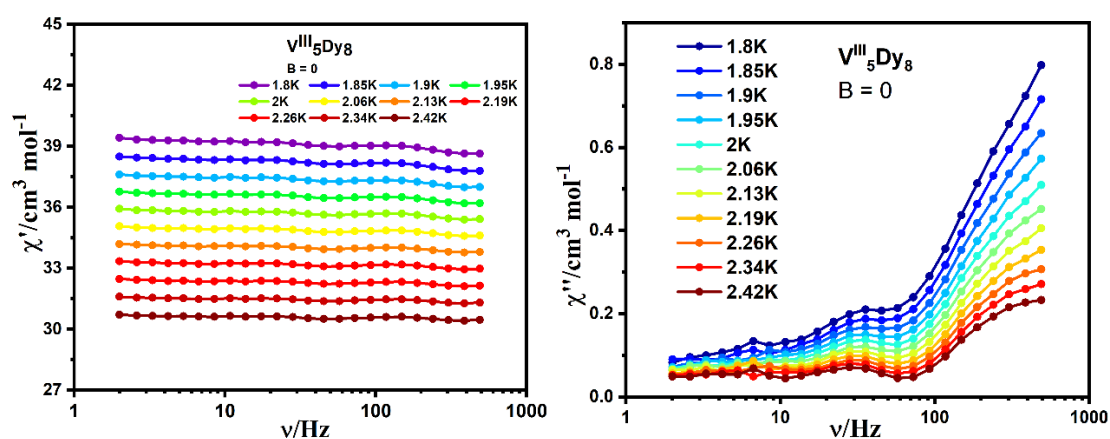 45
42
39
36
33
30
27
χ'/cm³ mol⁻¹
Vᴵᴵᴵ₅Dy₈
B = 0
1.8K 1.85K 1.9K 1.95K
2K 2.06K 2.13K 2.19K
2.26K 2.34K 2.42K
1 10 100 1000
ν/Hz
0.8
0.6
0.4
0.2
0.0
χ''/cm³ mol⁻¹
1.8K
1.85K
1.9K
1.95K
2K
2.06K
2.13K
2.19K
2.26K
2.34K
2.42K
Vᴵᴵᴵ₅Dy₈
B = 0
1 10 100 1000
ν/Hz